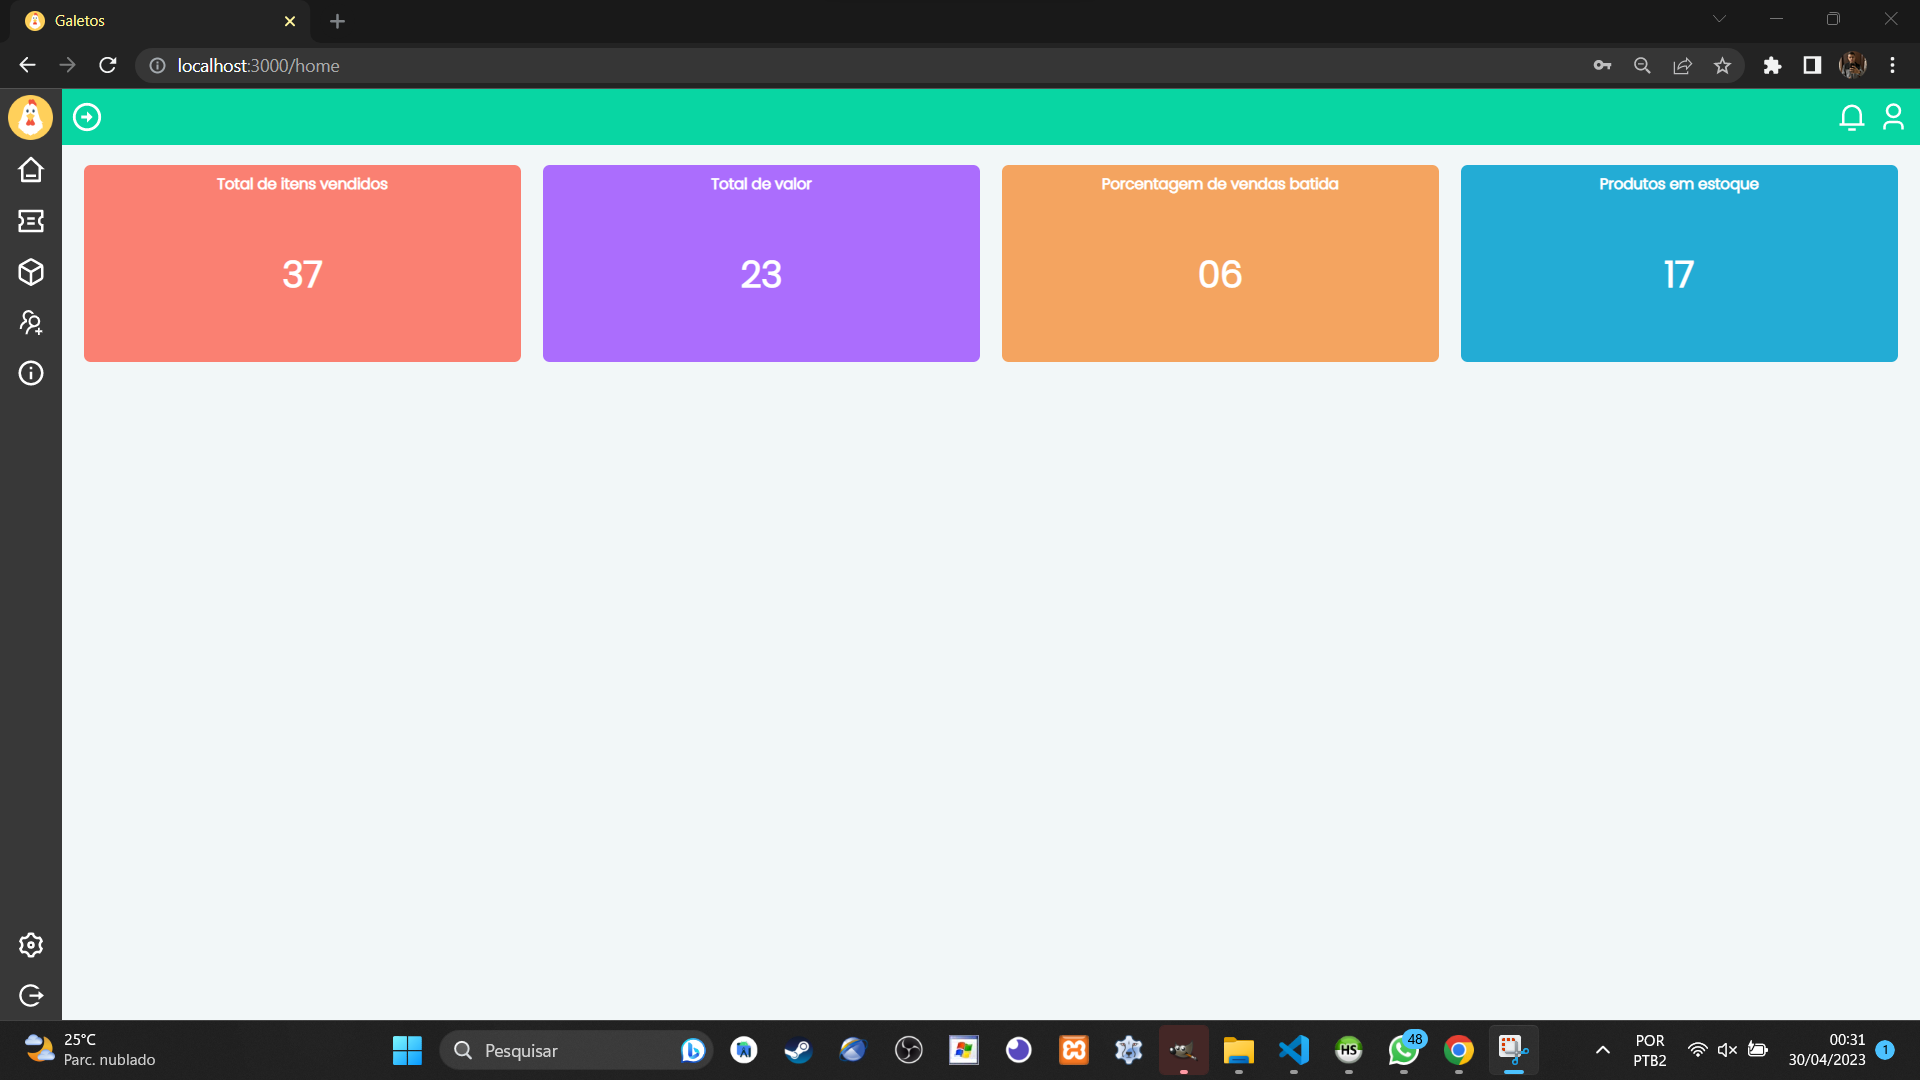 Galetos
localhost:3000/home
Total de itens vendidos
37
Total de valor
23
Porcentagem de vendas batida
06
Produtos em estoque
17
25°C
Parc. nublado
Pesquisar
HS
48
POR
PTB2
00:31
30/04/2023
1